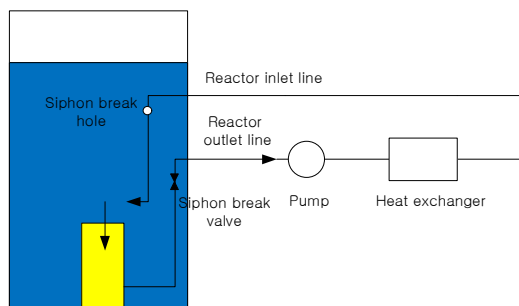 Reactor inlet line
Siphon break
hole
Reactor
outlet line
Siphon break
valve
Pump
Heat exchanger